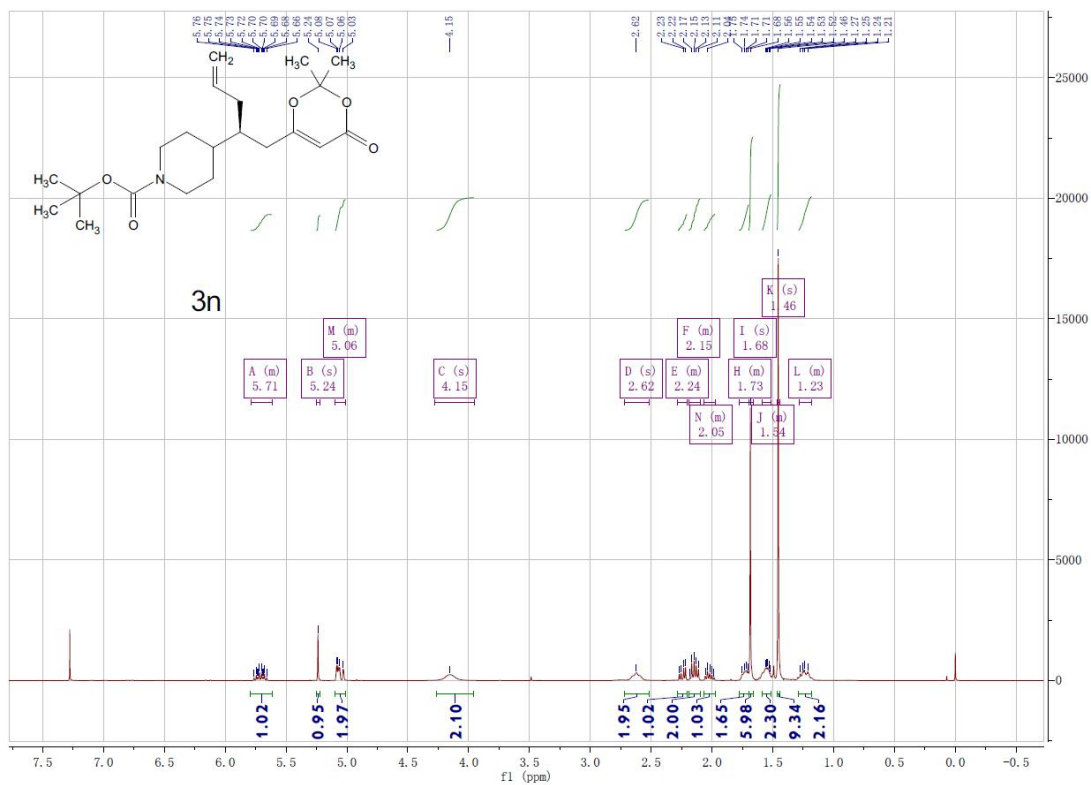 5.76 5.75 5.74 5.73 5.72 5.70 5.70 5.69 5.68 5.66 5.24 5.08 5.07 5.06 5.03 4.15 2.62 2.23 2.22 2.17 2.15 2.13 2.11 2.04 1.75 1.74 1.71 1.71 1.68 1.56 1.55 1.54 1.53 1.52 1.46 1.27 1.25 1.24 1.21
CH₂
H₃C CH₃
O O
O
H₃C O N
H₃C CH₃ O
3n
K (s)
1.46
M (m)
5.06
F (m)
2.15
I (s)
1.68
A (m)
5.71
B (s)
5.24
C (s)
4.15
D (s)
2.62
E (m)
2.24
H (m)
1.73
L (m)
1.23
N (m)
2.05
J (m)
1.54
25000
20000
15000
10000
5000
0
1.02 0.95 1.97 2.10 1.95 1.02 2.00 1.03 1.65 5.98 2.30 9.34 2.16
7.5 7.0 6.5 6.0 5.5 5.0 4.5 4.0 3.5 3.0 2.5 2.0 1.5 1.0 0.5 0.0 -0.5
f1 (ppm)